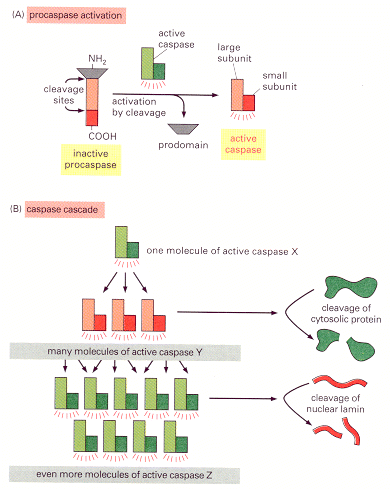 (A) procaspase activation
active
caspase
large
subunit
NH2
small
subunit
cleavage
sites
activation
by cleavage
COOH
prodomain
inactive
procaspase
active
caspase
(B) caspase cascade
one molecule of active caspase X
cleavage of
cytosolic protein
many molecules of active caspase Y
cleavage of
nuclear lamin
even more molecules of active caspase Z